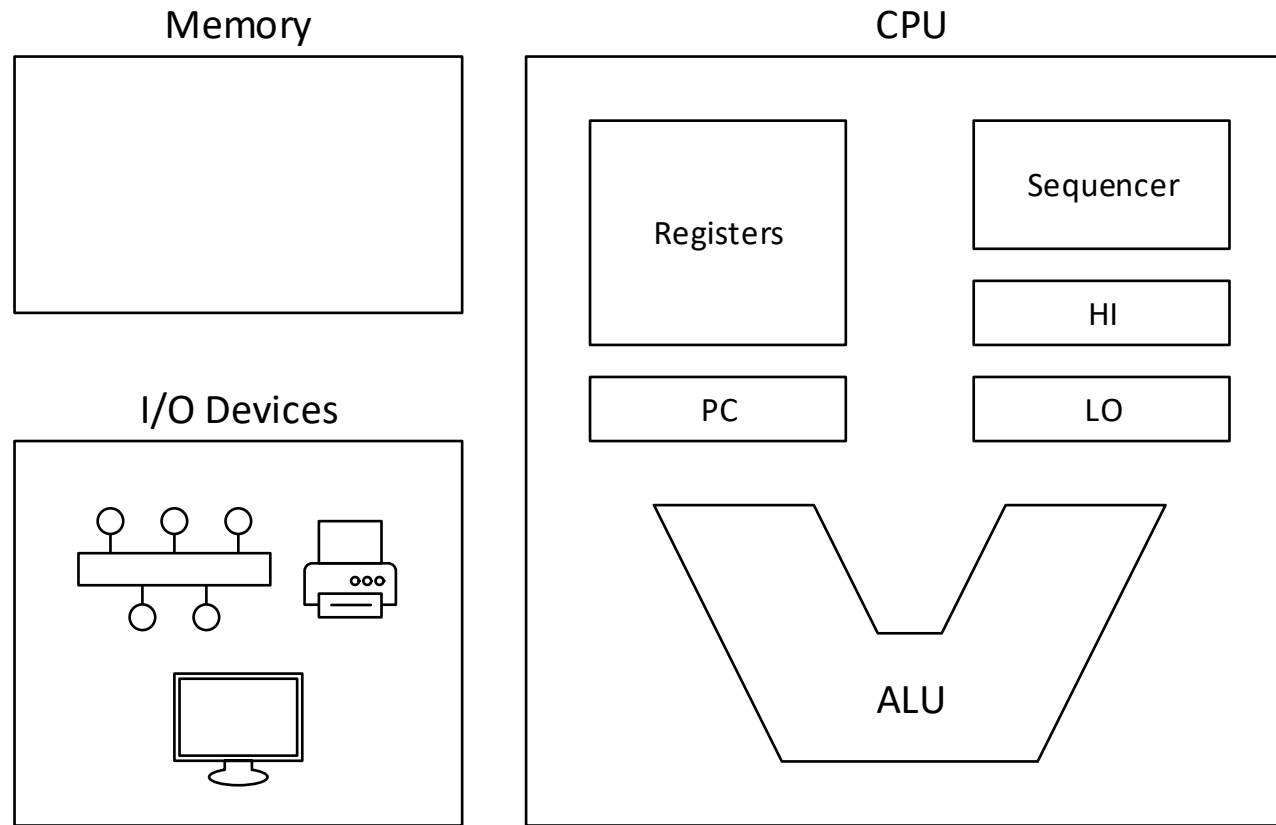 Memory
CPU
Registers
Sequencer
HI
PC
LO
I/O Devices
ALU